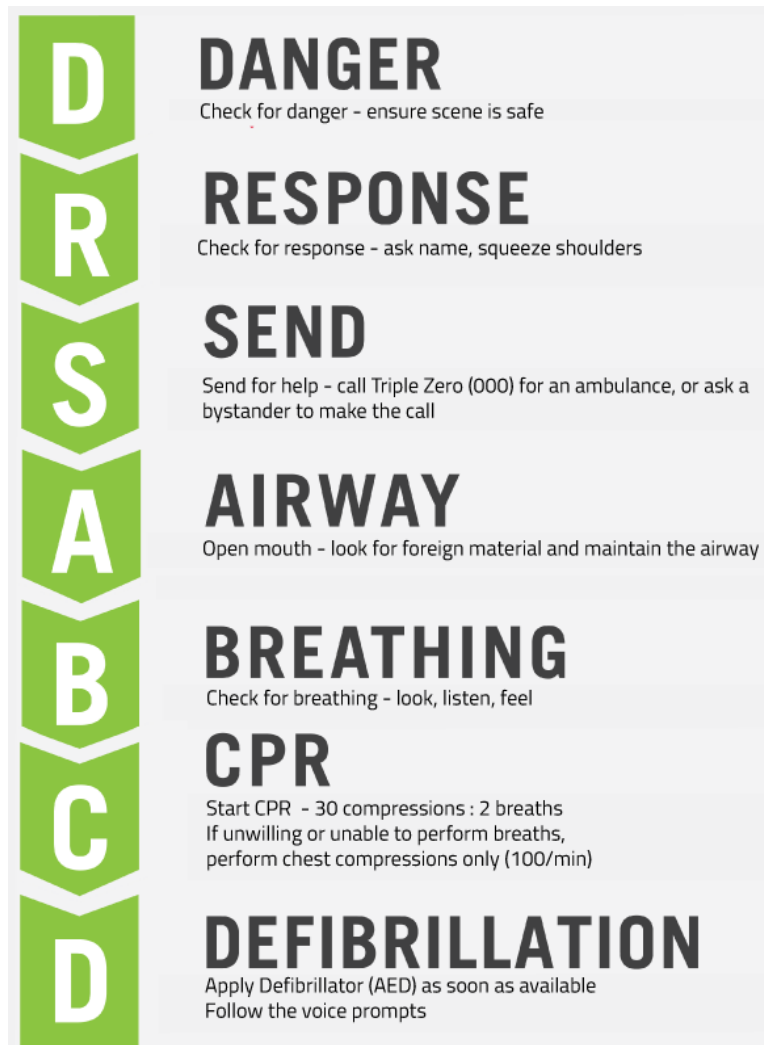 D
DANGER
Check for danger - ensure scene is safe
R
RESPONSE
Check for response - ask name, squeeze shoulders
S
SEND
Send for help - call Triple Zero (000) for an ambulance, or ask a
bystander to make the call
A
AIRWAY
Open mouth - look for foreign material and maintain the airway
B
BREATHING
Check for breathing - look, listen, feel
C
CPR
Start CPR - 30 compressions : 2 breaths
If unwilling or unable to perform breaths,
perform chest compressions only (100/min)
D
DEFIBRILLATION
Apply Defibrillator (AED) as soon as available
Follow the voice prompts